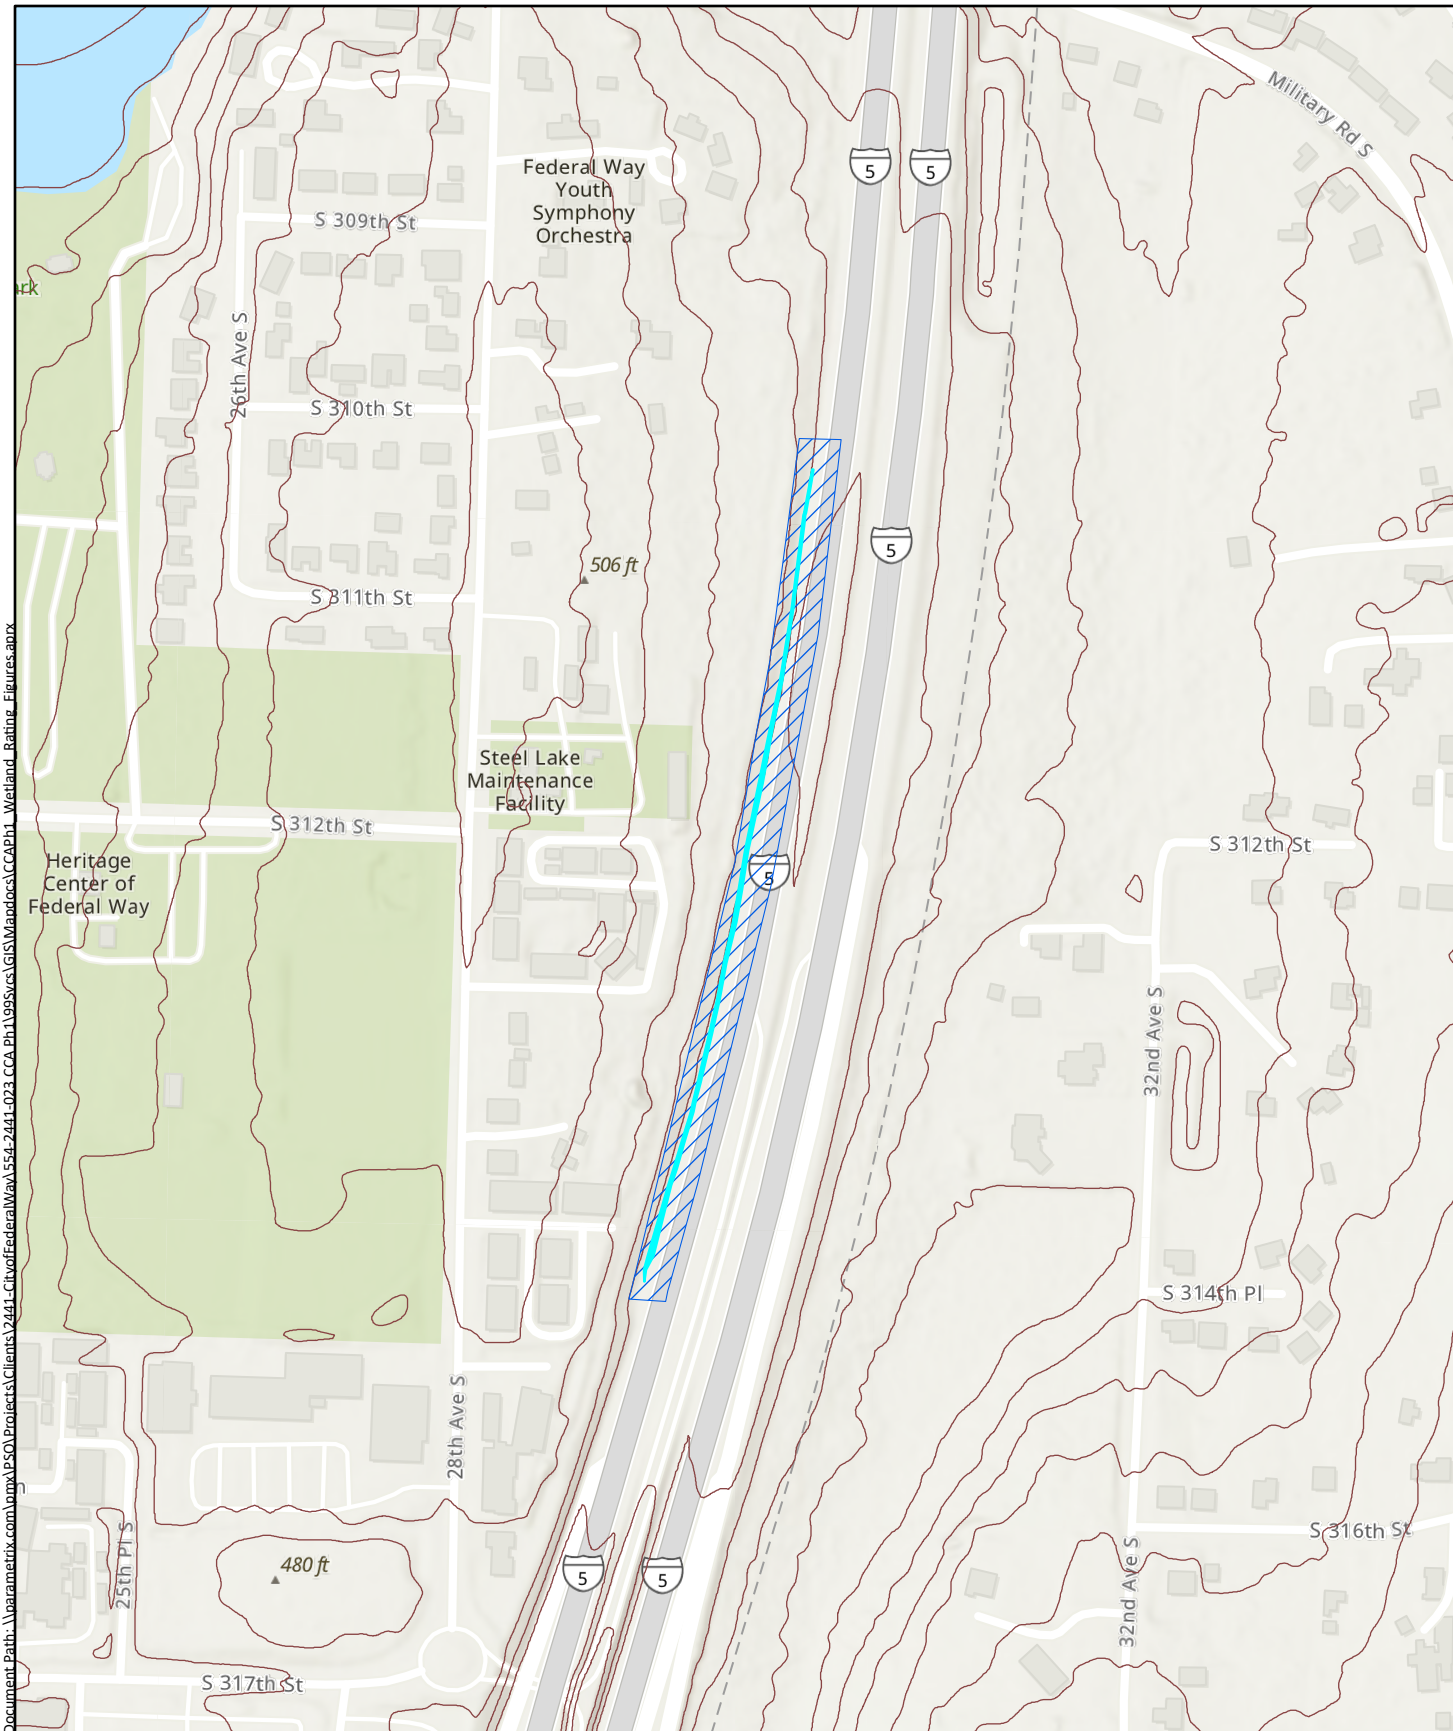 Military Rd S
5
5
Federal Way
Youth
Symphony
Orchestra
S 309th St
ark
26th Ave S
S 310th St
5
506 ft
S 311th St
Steel Lake
Maintenance
Facility
S 312th St
S 312th St
5
Heritage
Center of
Federal Way
32nd Ave S
S 314th Pl
28th Ave S
n
S 316th St
25th Pl S
480 ft
5
5
32nd Ave S
S 317th St
Document Path: \\parametrix.com\pmx\PSO\Projects\Clients\2441-CityofFederalWay\554-2441-023 CCA Ph1\99Svcs\GIS\Mapdocs\CCAPh1_Wetland_Rating_Figures.aprx